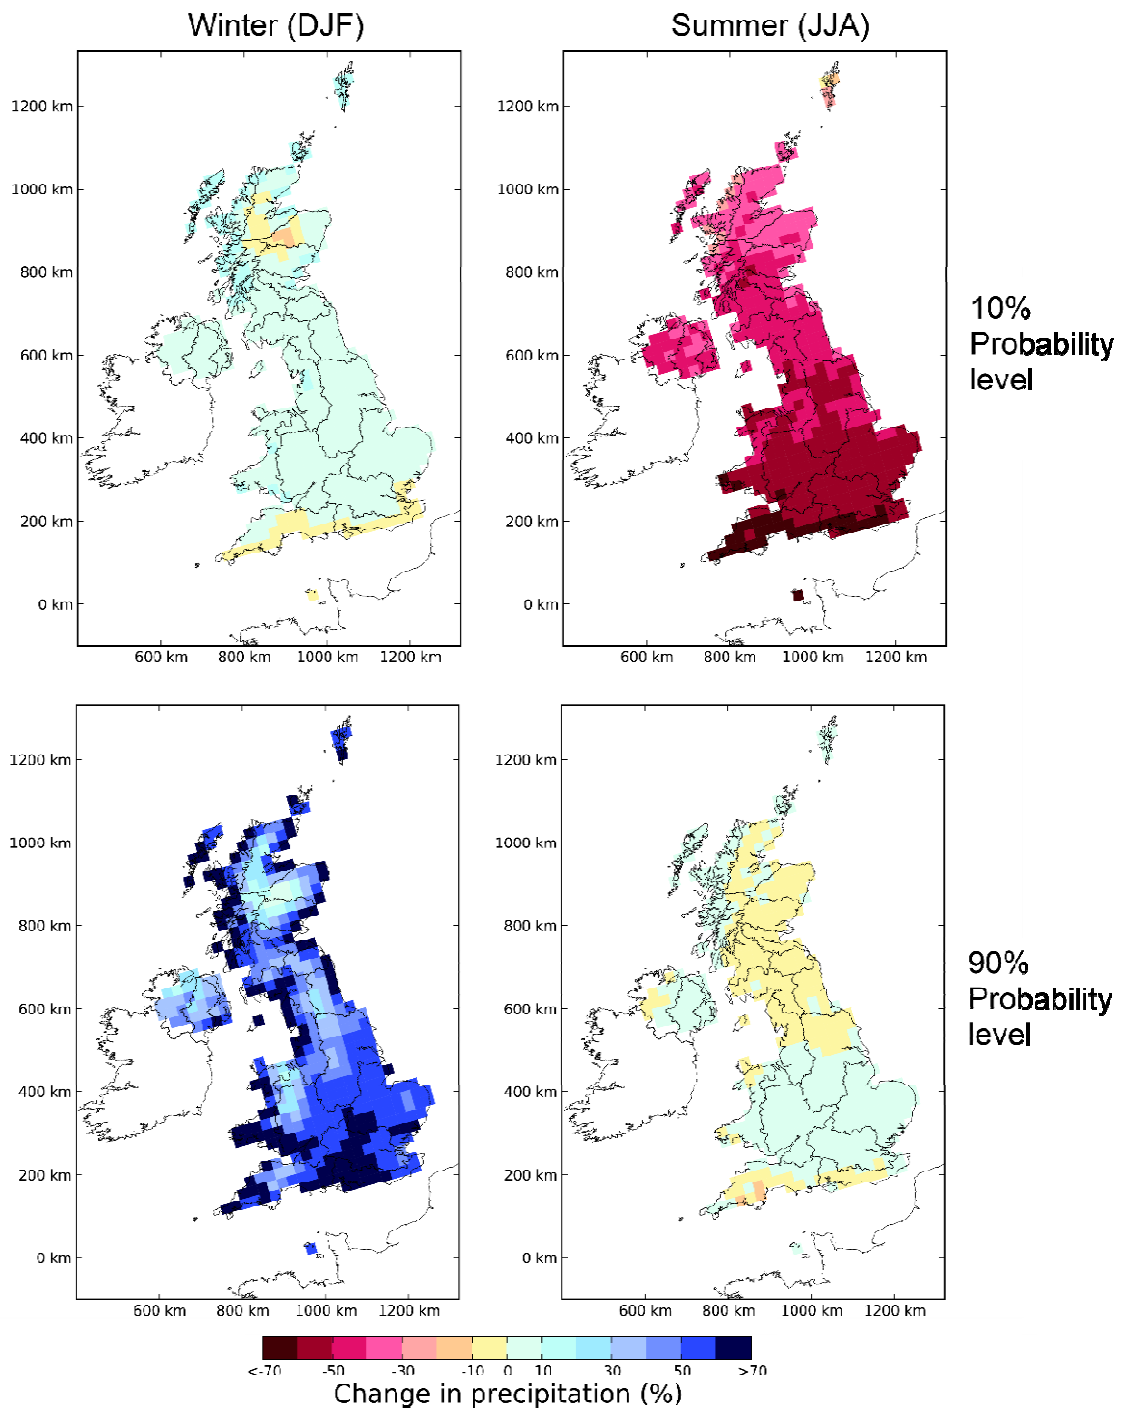 Winter (DJF)
Summer (JJA)
1200 km
1000 km
800 km
600 km
400 km
200 km
0 km
600 km 800 km 1000 km 1200 km
1200 km
1000 km
800 km
600 km
400 km
200 km
0 km
600 km 800 km 1000 km 1200 km
10%
Probability
level
1200 km
1000 km
800 km
600 km
400 km
200 km
0 km
600 km 800 km 1000 km 1200 km
1200 km
1000 km
800 km
600 km
400 km
200 km
0 km
600 km 800 km 1000 km 1200 km
90%
Probability
level
<-70 -50 -30 -10 0 10 30 50 >70
Change in precipitation (%)